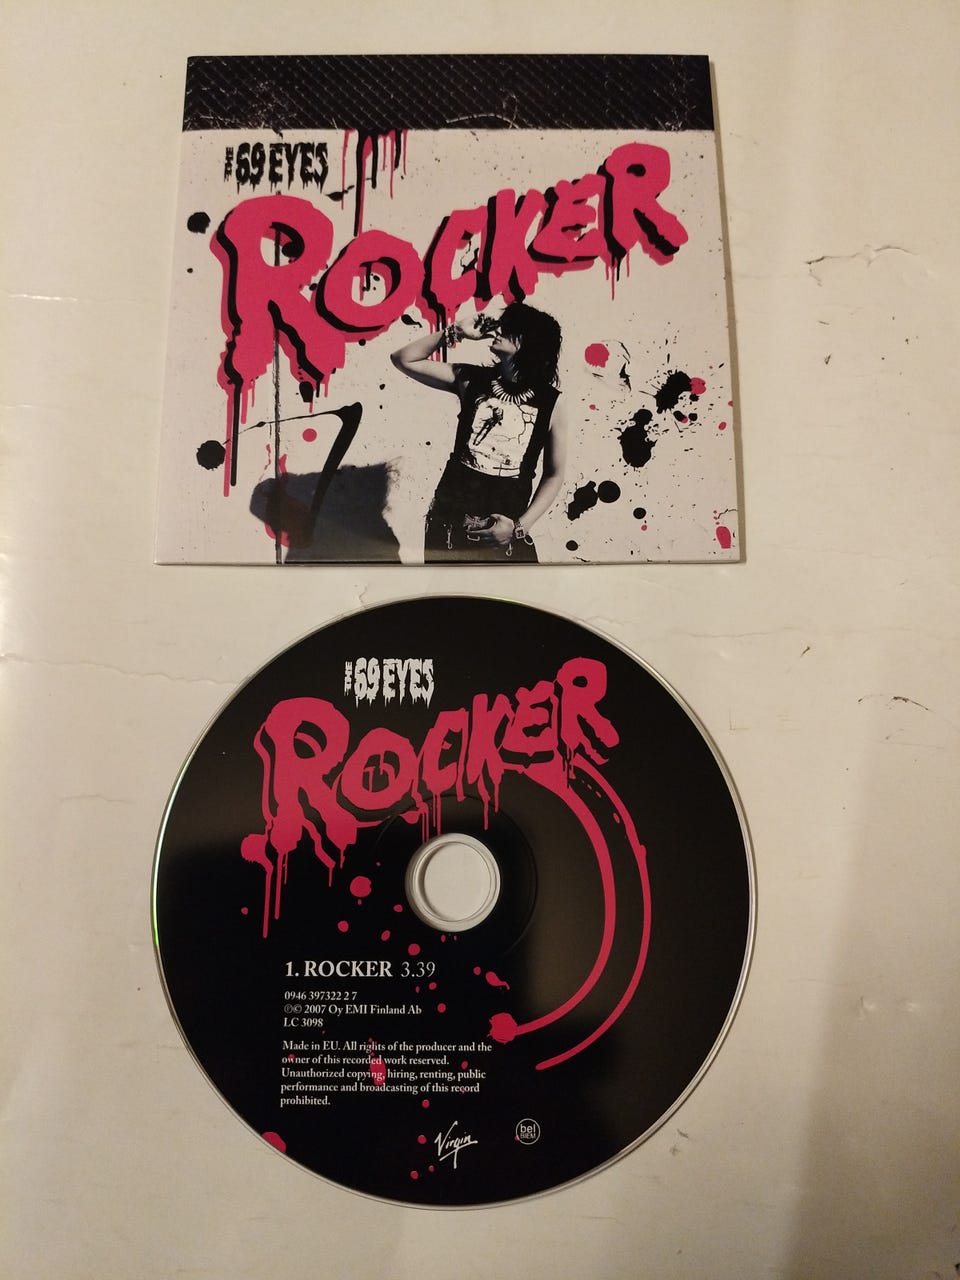 THE 69 EYES
ROCKER
THE 69 EYES
ROCKER
1. ROCKER 3.39
0946 397322 2 7
℗© 2007 Oy EMI Finland Ab
LC 3098
Made in EU. All rights of the producer and the
owner of this recorded work reserved.
Unauthorized copying, hiring, renting, public
performance and broadcasting of this record
prohibited.
Virgin
bel
BIEM